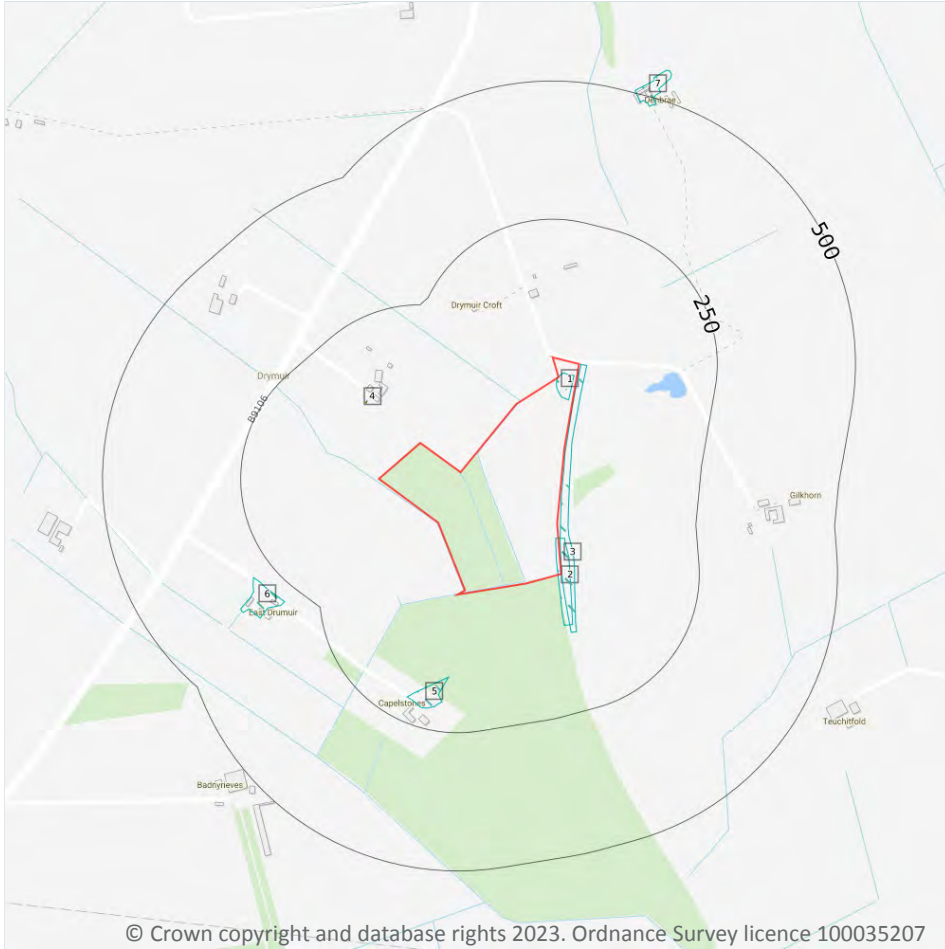 7
Denbrae
500
250
Drymuir Croft
1
Drymuir
4
B9106
Gilkhorn
3
2
6
East Drumuir
5
Capelstones
Teuchitfold
Badnyrieves
© Crown copyright and database rights 2023. Ordnance Survey licence 100035207